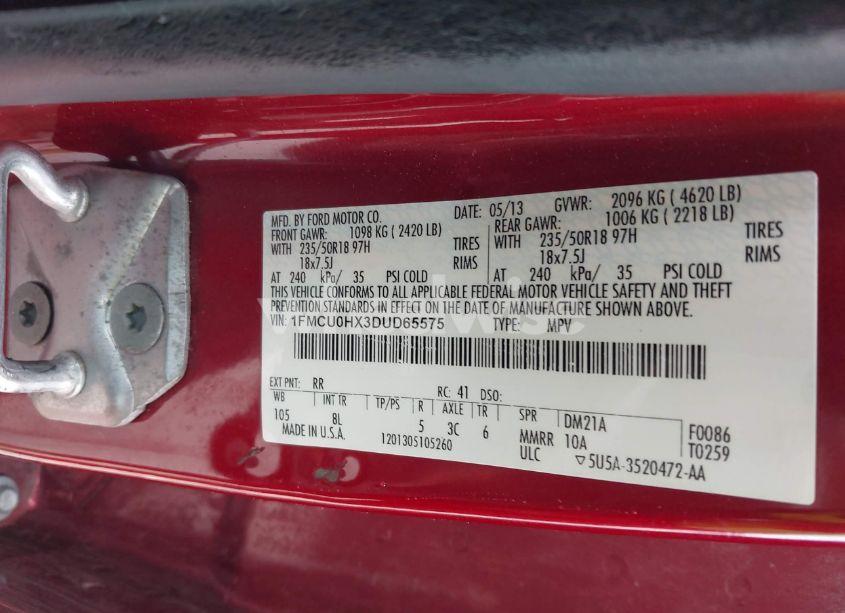 MFD. BY FORD MOTOR CO. DATE: 05/13 GVWR: 2096 KG ( 4620 LB)
FRONT GAWR: 1098 KG ( 2420 LB) REAR GAWR: 1006 KG ( 2218 LB)
WITH 235/50R18 97H TIRES WITH 235/50R18 97H TIRES
18x7.5J RIMS 18x7.5J RIMS
AT 240 kPa/ 35 PSI COLD AT 240 kPa/ 35 PSI COLD
THIS VEHICLE CONFORMS TO ALL APPLICABLE FEDERAL MOTOR VEHICLE SAFETY AND THEFT
PREVENTION STANDARDS IN EFFECT ON THE DATE OF MANUFACTURE SHOWN ABOVE.
VIN: 1FMCU0HX3DUD65575 TYPE: MPV
EXT PNT: RR RC: 41 DSO:
WB INT TR TP/PS R AXLE TR SPR DM21A F0086
105 8L 5 3C 6 MMRR 10A T0259
MADE IN U.S.A. 1201305105260 ULC ▽5U5A-3520472-AA